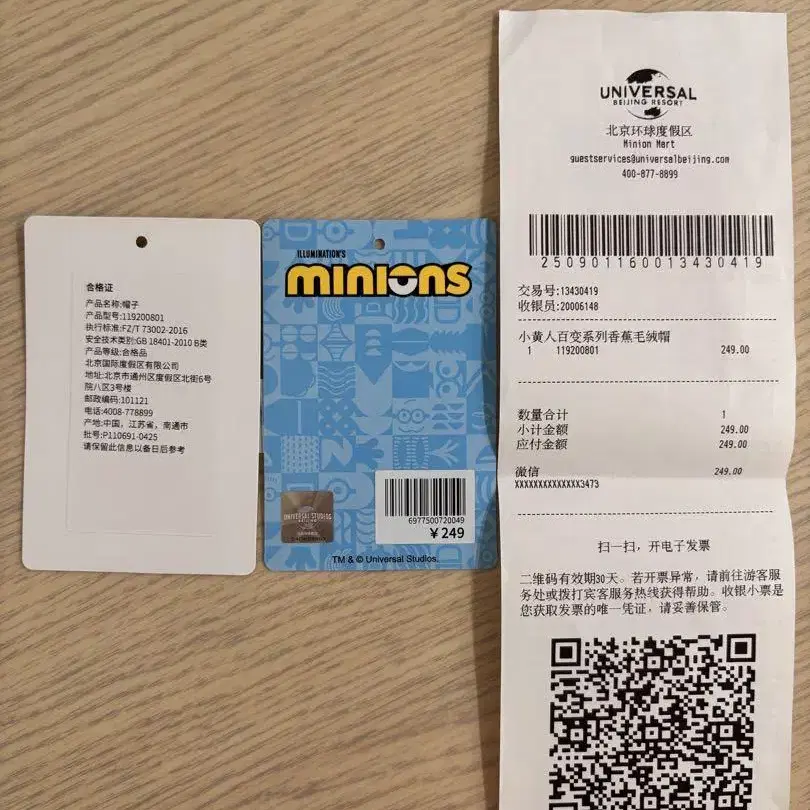 合格证
产品名称:帽子
产品型号:119200801
执行标准:FZ/T 73002-2016
安全技术类别:GB 18401-2010 B类
产品等级:合格品
北京国际度假区有限公司
地址:北京市通州区度假区北街6号
院八区3号楼
邮政编码:101121
电话:4008-778899
产地:中国，江苏省，南通市
批号:P110691-0425
请保留此信息以备日后参考
ILLUMINATION'S
minions
UNIVERSAL STUDIOS
BEIJING
6977500720049
¥249
TM & © Universal Studios.
UNIVERSAL
BEIJING RESORT
北京环球度假区
Minion Mart
guestservices@universalbeijing.com
400-877-8899
250901160013430419
交易号:13430419
收银员:20006148
小黄人百变系列香蕉毛绒帽
1 119200801 249.00
数量合计 1
小计金额 249.00
应付金额 249.00
微信 249.00
XXXXXXXXXXXXXX3473
扫一扫，开电子发票
二维码有效期30天。若开票异常，请前往游客服
务处或拨打宾客服务热线获得帮助。收银小票是
您获取发票的唯一凭证，请妥善保管。